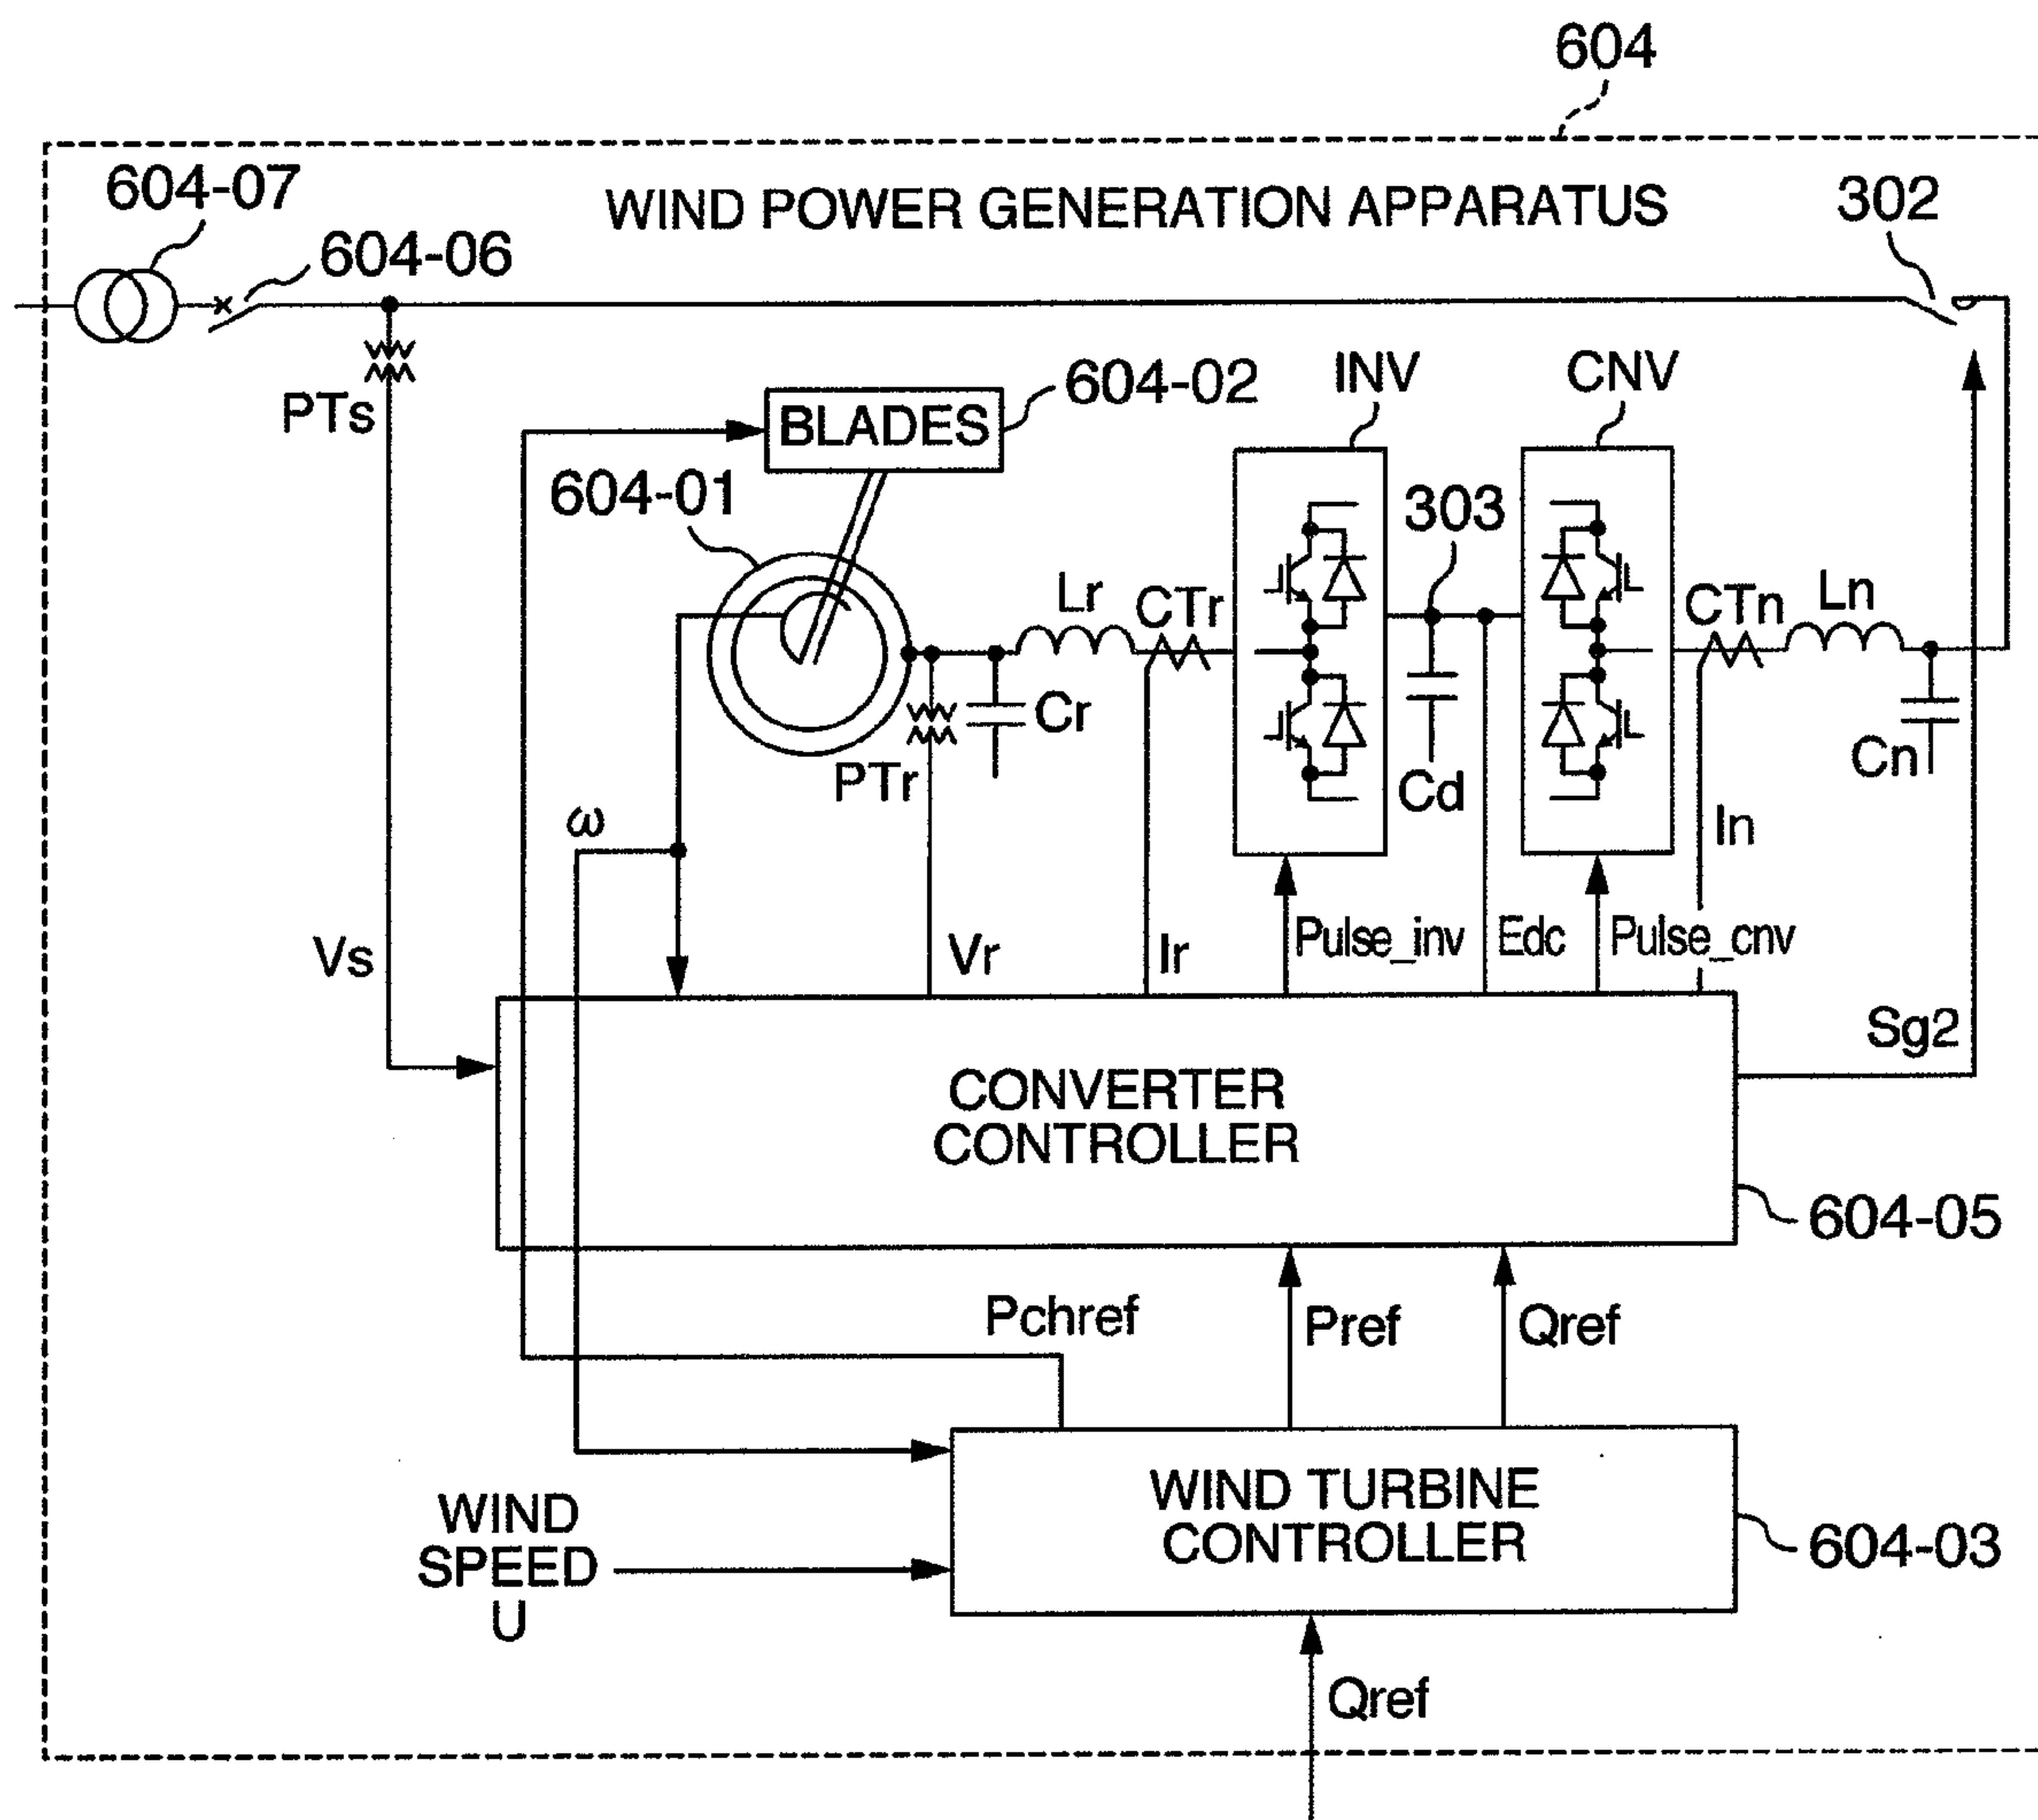 604
604-07
WIND POWER GENERATION APPARATUS
302
604-06
PTs
BLADES
604-02
INV
CNV
604-01
303
Lr
CTr
CTn
Ln
Cr
PTr
Cd
Cn
ω
In
Vs
Vr
Ir
Pulse_inv
Edc
Pulse_cnv
Sg2
CONVERTER
CONTROLLER
604-05
Pchref
Pref
Qref
WIND TURBINE
CONTROLLER
604-03
WIND
SPEED
U
Qref